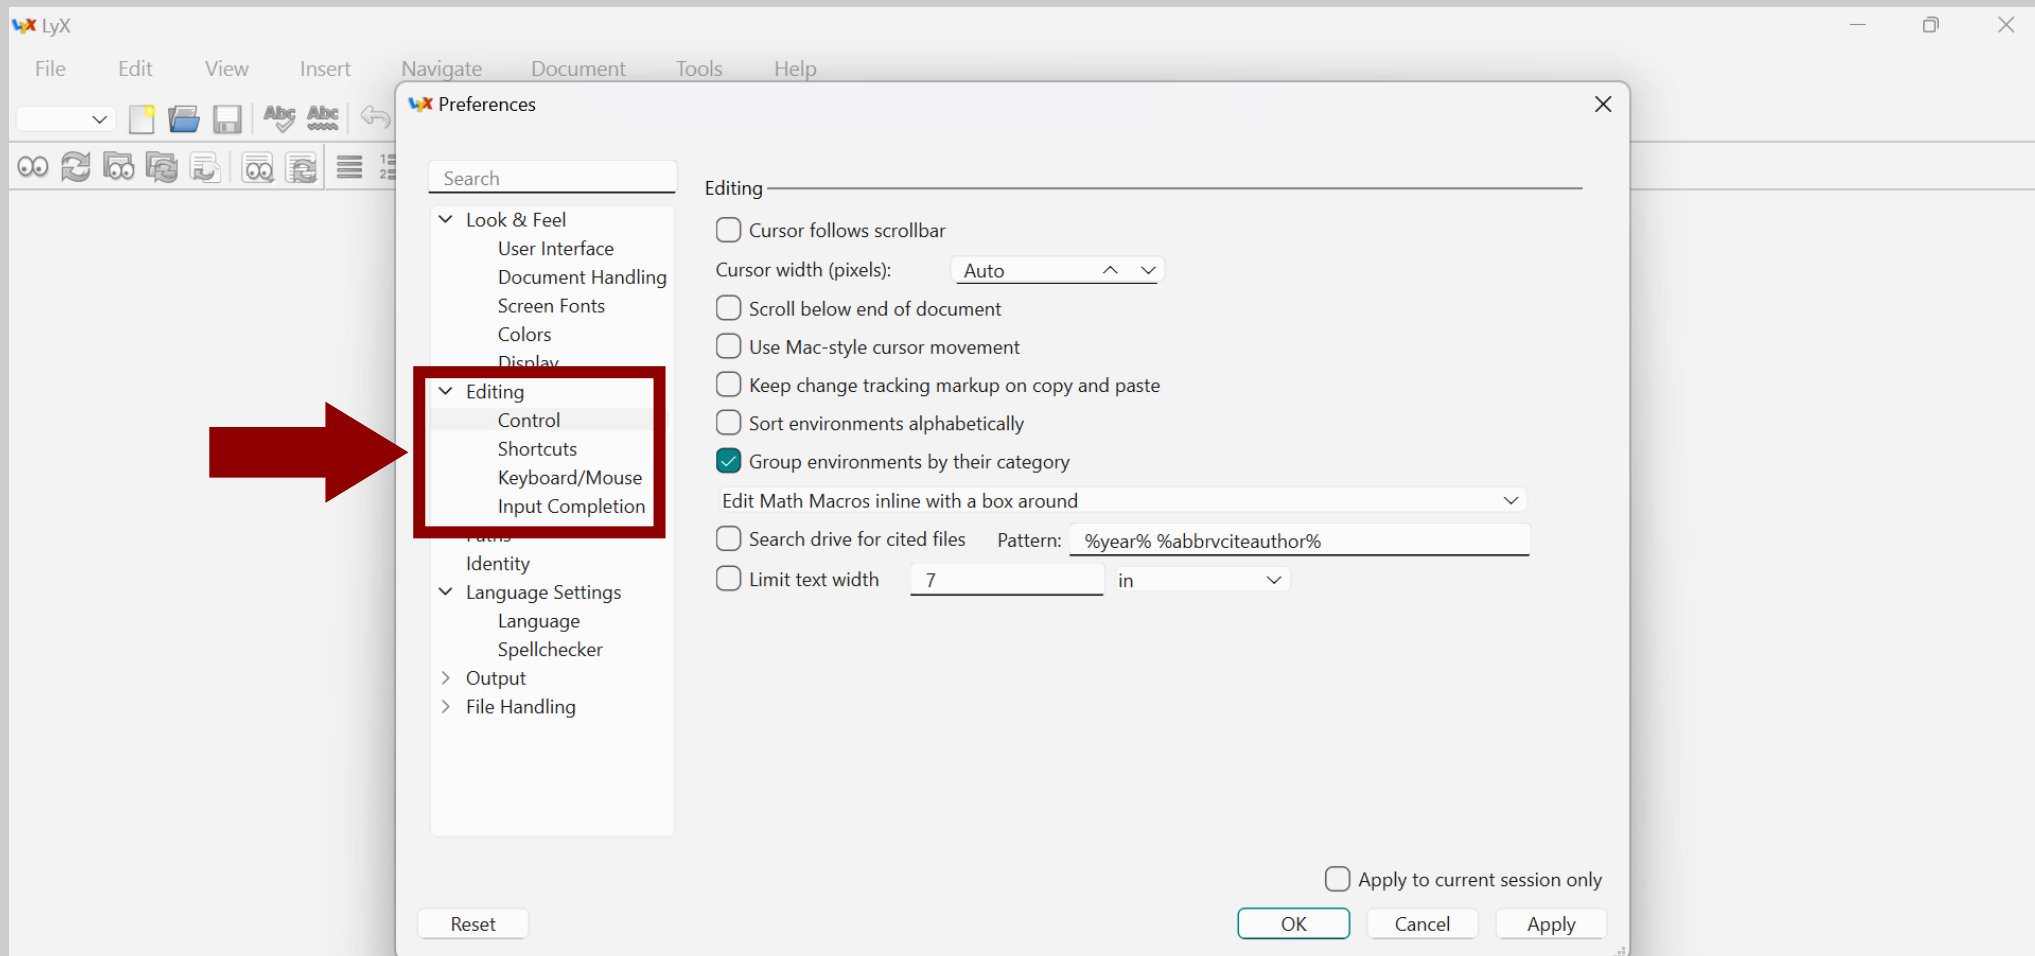 LyX
File Edit View Insert Navigate Document Tools Help
Preferences
Abc Abc
Search
Look & Feel
User Interface
Document Handling
Screen Fonts
Colors
Display
Editing
Control
Shortcuts
Keyboard/Mouse
Input Completion
Paths
Identity
Language Settings
Language
Spellchecker
Output
File Handling
Editing
Cursor follows scrollbar
Cursor width (pixels): Auto
Scroll below end of document
Use Mac-style cursor movement
Keep change tracking markup on copy and paste
Sort environments alphabetically
Group environments by their category
Edit Math Macros inline with a box around
Search drive for cited files Pattern: %year% %abbrvciteauthor%
Limit text width 7 in
Apply to current session only
Reset OK Cancel Apply